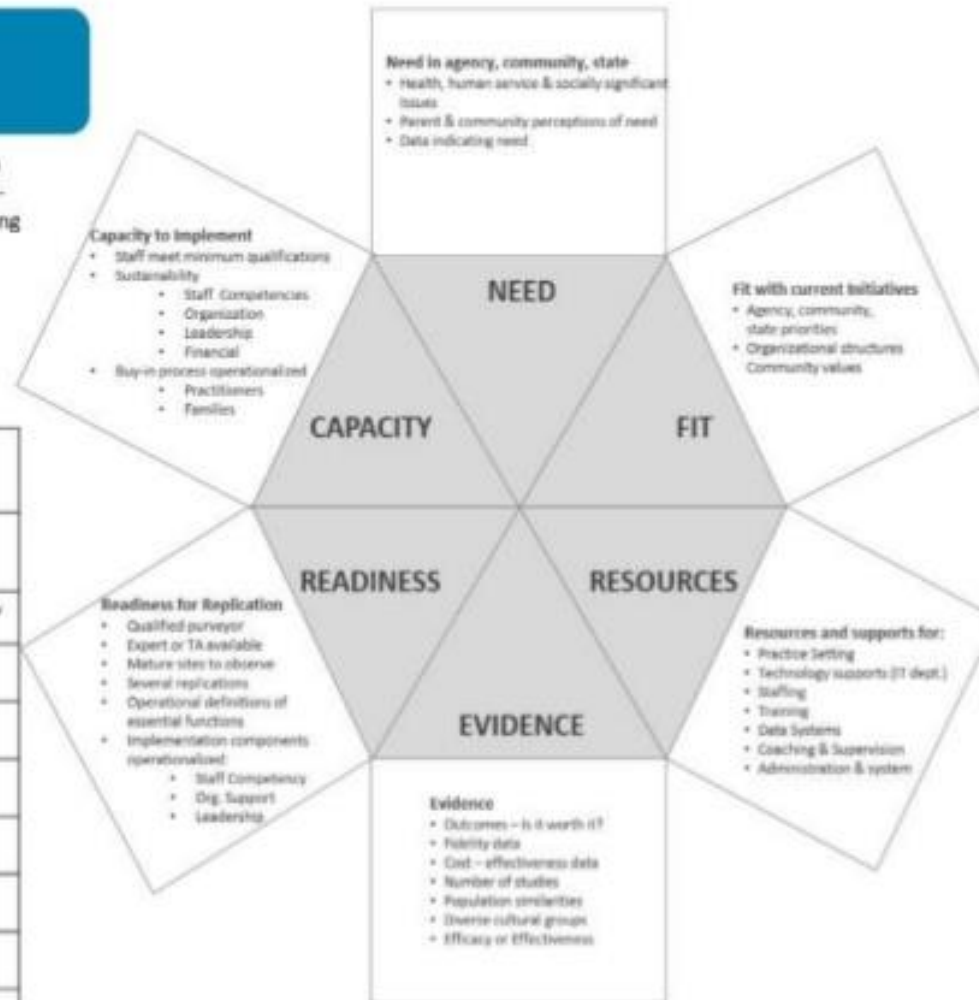 ng
Need in agency, community, state
• Health, human service & socially significant
issues
• Parent & community perceptions of need
• Data indicating need
Capacity to Implement
• Staff meet minimum qualifications
• Sustainability
• Staff Competencies
• Organization
• Leadership
• Financial
• Buy-in process operationalized
• Practitioners
• Families
Fit with current Initiatives
• Agency, community,
state priorities
• Organizational structures
Community values
NEED
CAPACITY
FIT
READINESS
RESOURCES
EVIDENCE
Readiness for Replication
• Qualified purveyor
• Expert or TA available
• Mature sites to observe
• Several replications
• Operational definitions of
essential functions
• Implementation components
operationalized:
• Staff Competency
• Org. Support
• Leadership
Resources and supports for:
• Practice Setting
• Technology supports (IT dept.)
• Staffing
• Training
• Data Systems
• Coaching & Supervision
• Administration & system
Evidence
• Outcomes – Is it worth it?
• Fidelity data
• Cost – effectiveness data
• Number of studies
• Population similarities
• Diverse cultural groups
• Efficacy or Effectiveness